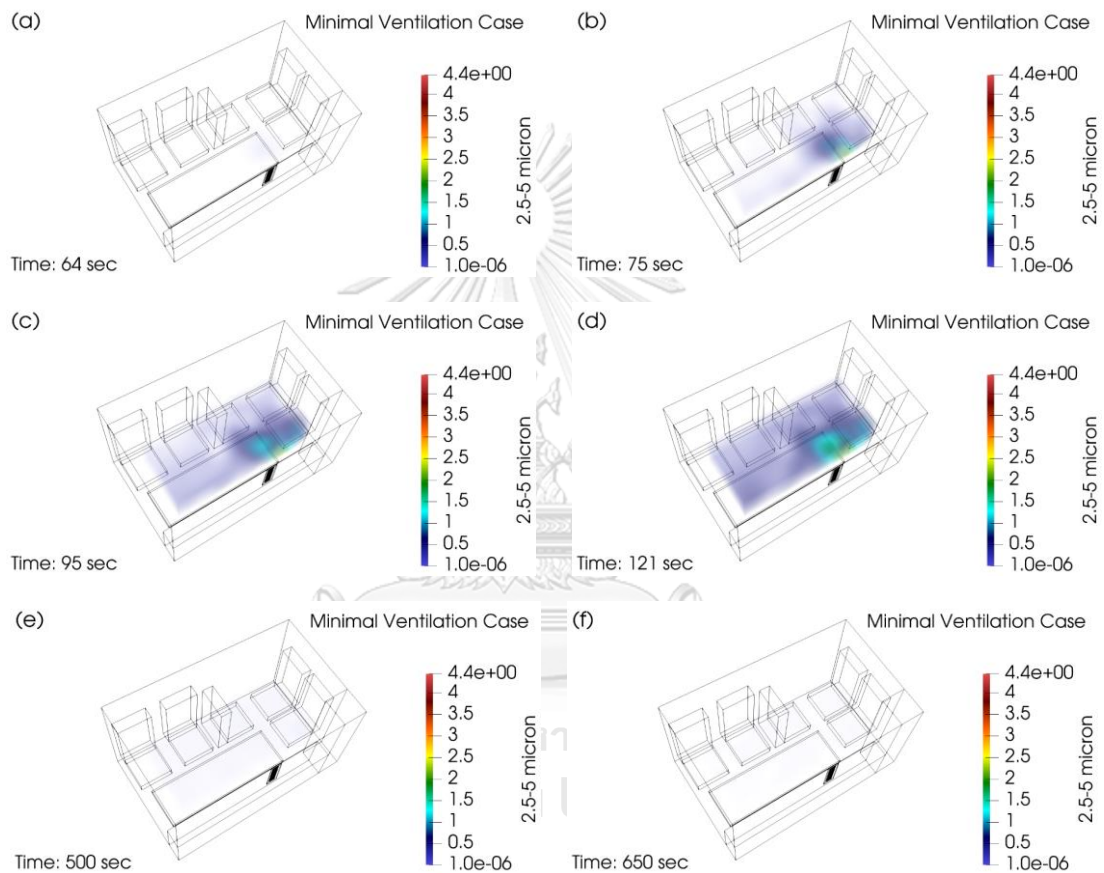 (a) Minimal Ventilation Case
4.4e+00
4
3.5
3
2.5
2
1.5
1
0.5
1.0e-06
2.5-5 micron
Time: 64 sec
(b) Minimal Ventilation Case
4.4e+00
4
3.5
3
2.5
2
1.5
1
0.5
1.0e-06
2.5-5 micron
Time: 75 sec
(c) Minimal Ventilation Case
4.4e+00
4
3.5
3
2.5
2
1.5
1
0.5
1.0e-06
2.5-5 micron
Time: 95 sec
(d) Minimal Ventilation Case
4.4e+00
4
3.5
3
2.5
2
1.5
1
0.5
1.0e-06
2.5-5 micron
Time: 121 sec
(e) Minimal Ventilation Case
4.4e+00
4
3.5
3
2.5
2
1.5
1
0.5
1.0e-06
2.5-5 micron
Time: 500 sec
(f) Minimal Ventilation Case
4.4e+00
4
3.5
3
2.5
2
1.5
1
0.5
1.0e-06
2.5-5 micron
Time: 650 sec